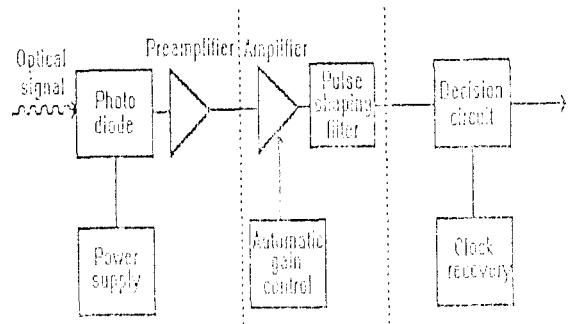 Optical
signal
Preamplifier
Amplifier
Photo
diode
Pulse
shaping
filter
Decision
circuit
Power
supply
Automatic
gain
control
Clock
recovery